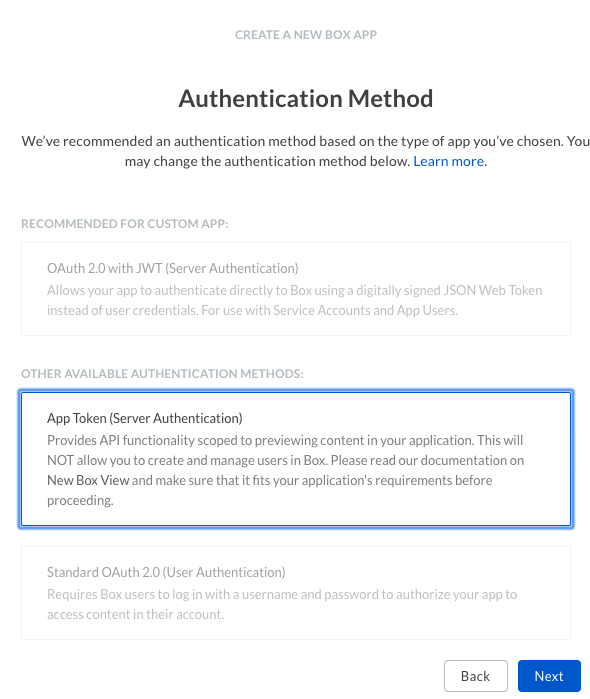 CREATE A NEW BOX APP
Authentication Method
We've recommended an authentication method based on the type of app you've chosen. You
may change the authentication method below. Learn more.
RECOMMENDED FOR CUSTOM APP:
OAuth 2.0 with JWT (Server Authentication)
Allows your app to authenticate directly to Box using a digitally signed JSON Web Token
instead of user credentials. For use with Service Accounts and App Users.
OTHER AVAILABLE AUTHENTICATION METHODS:
App Token (Server Authentication)
Provides API functionality scoped to previewing content in your application. This will
NOT allow you to create and manage users in Box. Please read our documentation on
New Box View and make sure that it fits your application's requirements before
proceeding.
Standard OAuth 2.0 (User Authentication)
Requires Box users to log in with a username and password to authorize your app to
access content in their account.
Back
Next